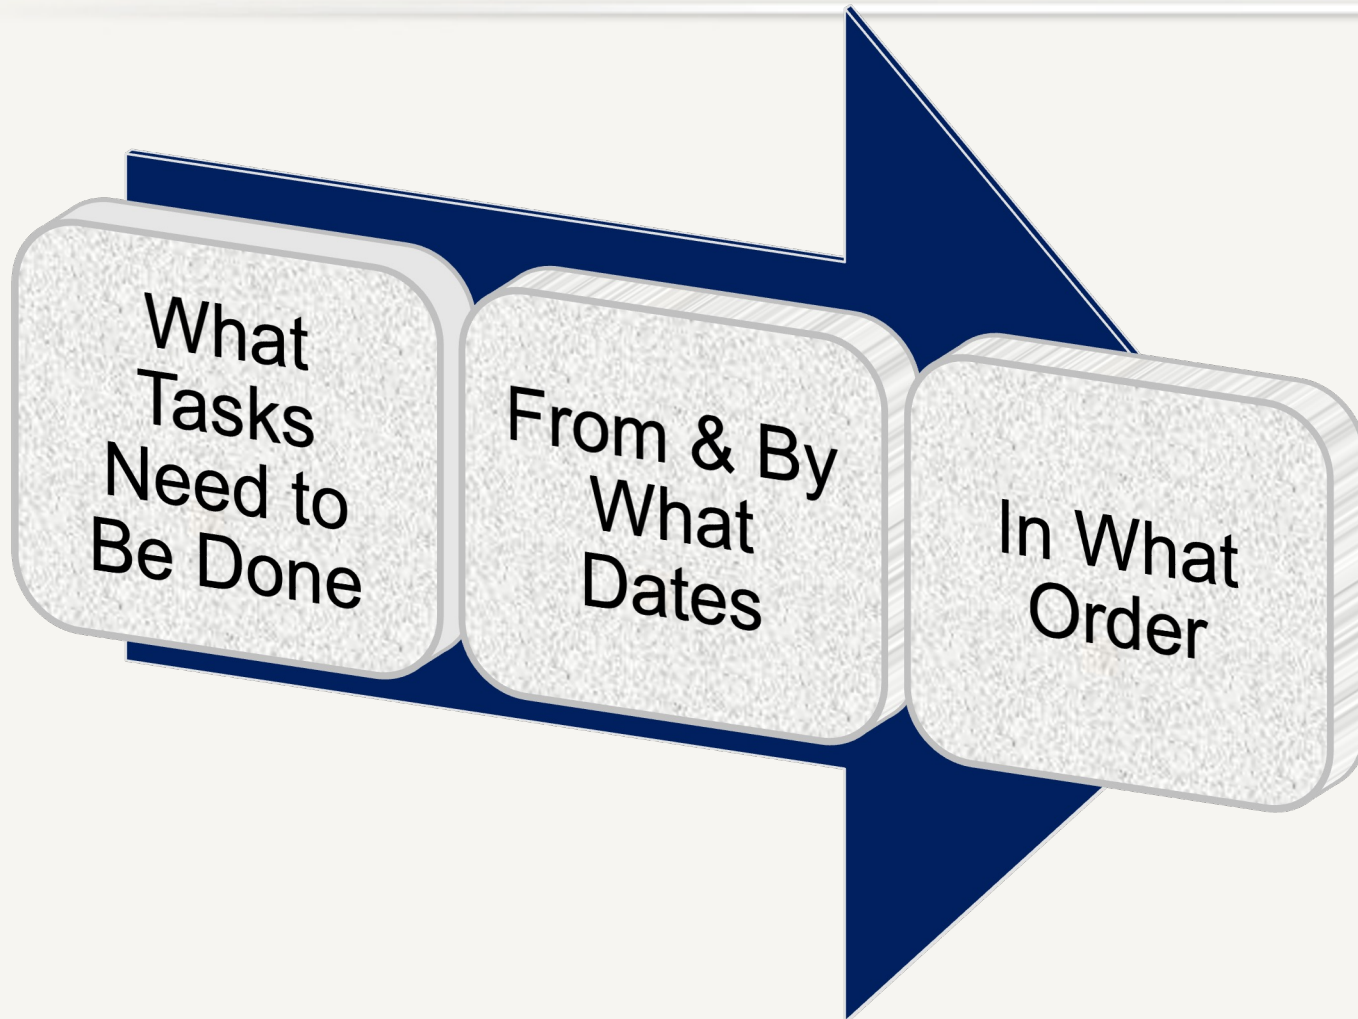 What
Tasks
Need to
Be Done
From & By
What
Dates
In What
Order